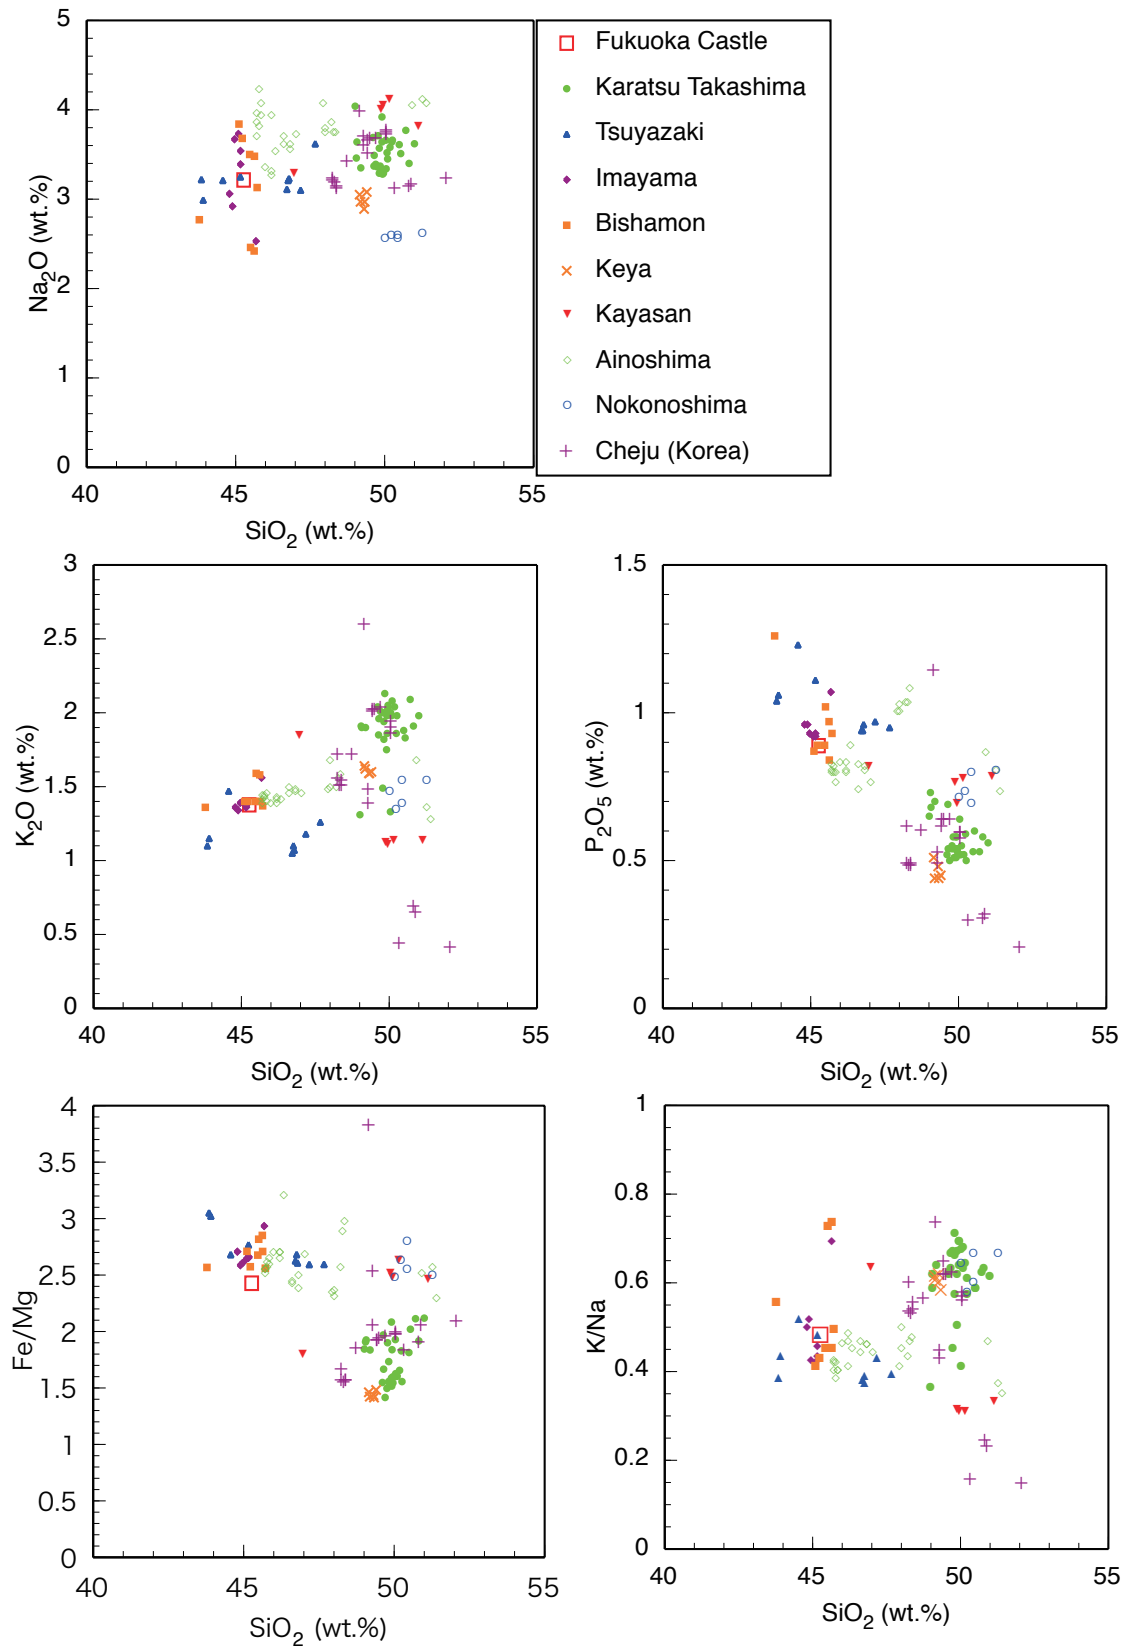 5
4
3
2
1
0
Na₂O (wt.%)
40
45
50
55
SiO₂ (wt.%)
Fukuoka Castle
Karatsu Takashima
Tsuyazaki
Imayama
Bishamon
Keya
Kayasan
Ainoshima
Nokonoshima
Cheju (Korea)
3
2.5
2
1.5
1
0.5
0
K₂O (wt.%)
40
45
50
55
SiO₂ (wt.%)
1.5
1
0.5
0
P₂O₅ (wt.%)
40
45
50
55
SiO₂ (wt.%)
4
3.5
3
2.5
2
1.5
1
0.5
0
Fe/Mg
40
45
50
55
SiO₂ (wt.%)
1
0.8
0.6
0.4
0.2
0
K/Na
40
45
50
55
SiO₂ (wt.%)